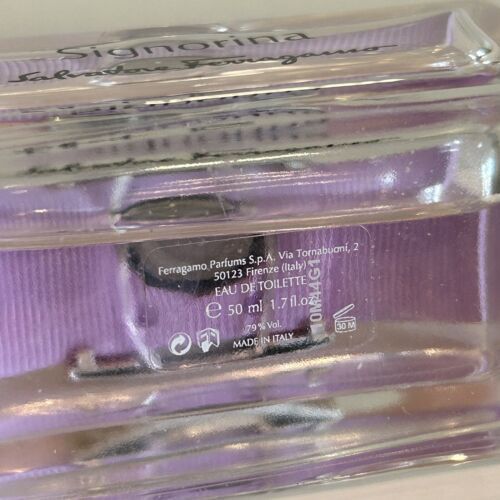 Signorina
Salvatore Ferragamo
Ferragamo Parfums S.p.A. Via Tornabuoni, 2
50123 Firenze (Italy)
EAU DE TOILETTE
℮ 50 ml 1.7 fl.oz.
79% Vol.
MADE IN ITALY
30 M